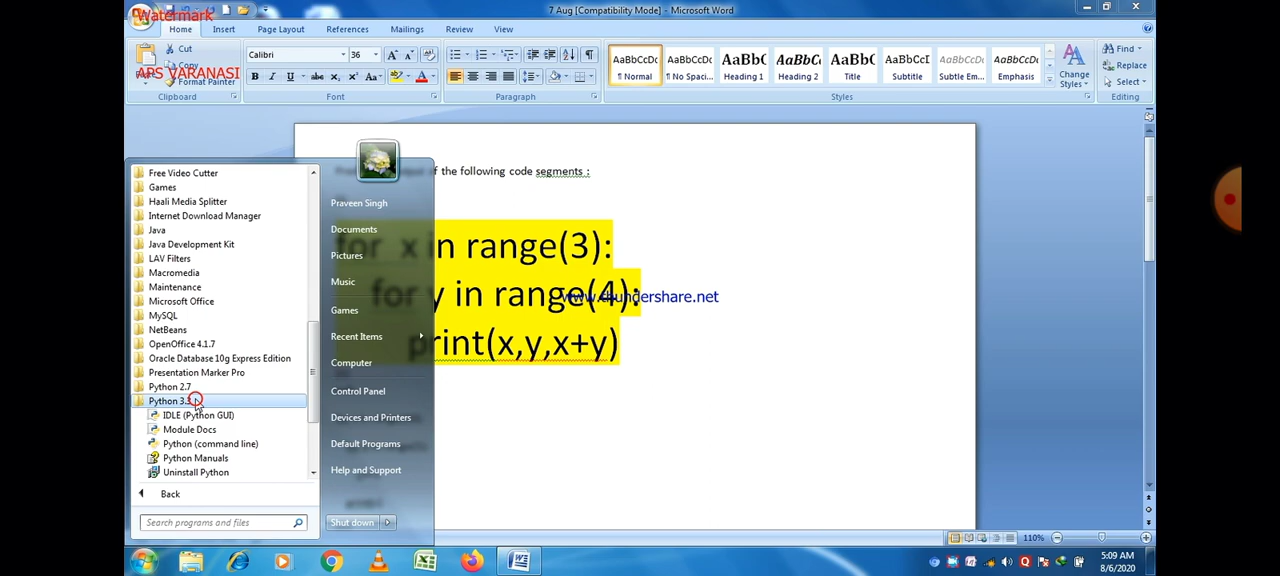 Watermark
7 Aug [Compatibility Mode] - Microsoft Word
Home Insert Page Layout References Mailings Review View
Cut
Copy
Format Painter
APS VARANASI
Calibri 36
AaBbCcDc AaBbCcDc AaBbC AaBbCc AaBb( AaBbCcI AaBbCcDc AaBbCcDc
¶ Normal ¶ No Spaci... Heading 1 Heading 2 Title Subtitle Subtle Em... Emphasis
Change Styles
Find
Replace
Select
Clipboard Font Paragraph Styles Editing
of the following code segments :
for x in range(3):
for y in range(4):
print(x,y,x+y)
www.thundershare.net
Free Video Cutter
Games
Haali Media Splitter
Internet Download Manager
Java
Java Development Kit
LAV Filters
Macromedia
Maintenance
Microsoft Office
MySQL
NetBeans
OpenOffice 4.1.7
Oracle Database 10g Express Edition
Presentation Marker Pro
Python 2.7
Python 3.
IDLE (Python GUI)
Module Docs
Python (command line)
Python Manuals
Uninstall Python
Back
Search programs and files
Praveen Singh
Documents
Pictures
Music
Games
Recent Items
Computer
Control Panel
Devices and Printers
Default Programs
Help and Support
Shut down
110%
5:09 AM
8/6/2020